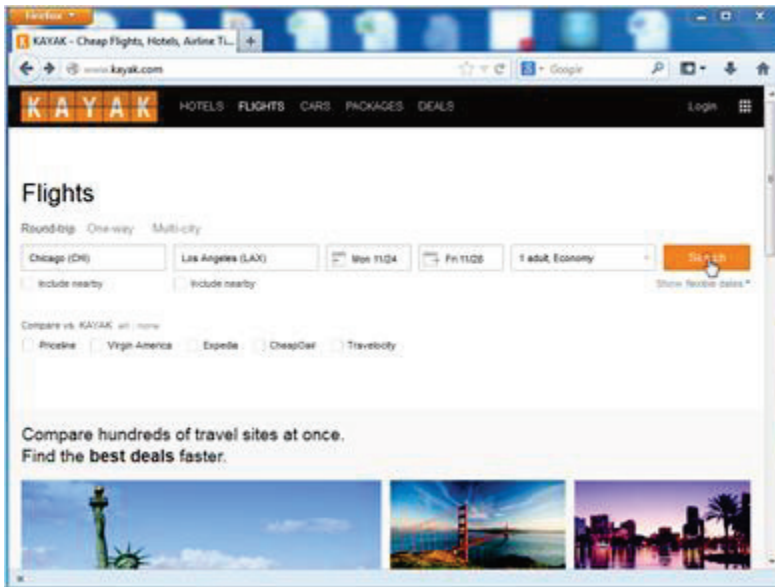 Firefox
KAYAK - Cheap Flights, Hotels, Airline Ti...
www.kayak.com
Google
KAYAK
HOTELS FLIGHTS CARS PACKAGES DEALS
Login
Flights
Round-trip One-way Multi-city
Chicago (CHI) Los Angeles (LAX) Mon 11/24 Fri 11/28 1 adult, Economy Search
Include nearby Include nearby Show flexible dates
Compare vs. KAYAK all | none
Priceline Virgin America Expedia CheapOair Travelocity
Compare hundreds of travel sites at once.
Find the best deals faster.